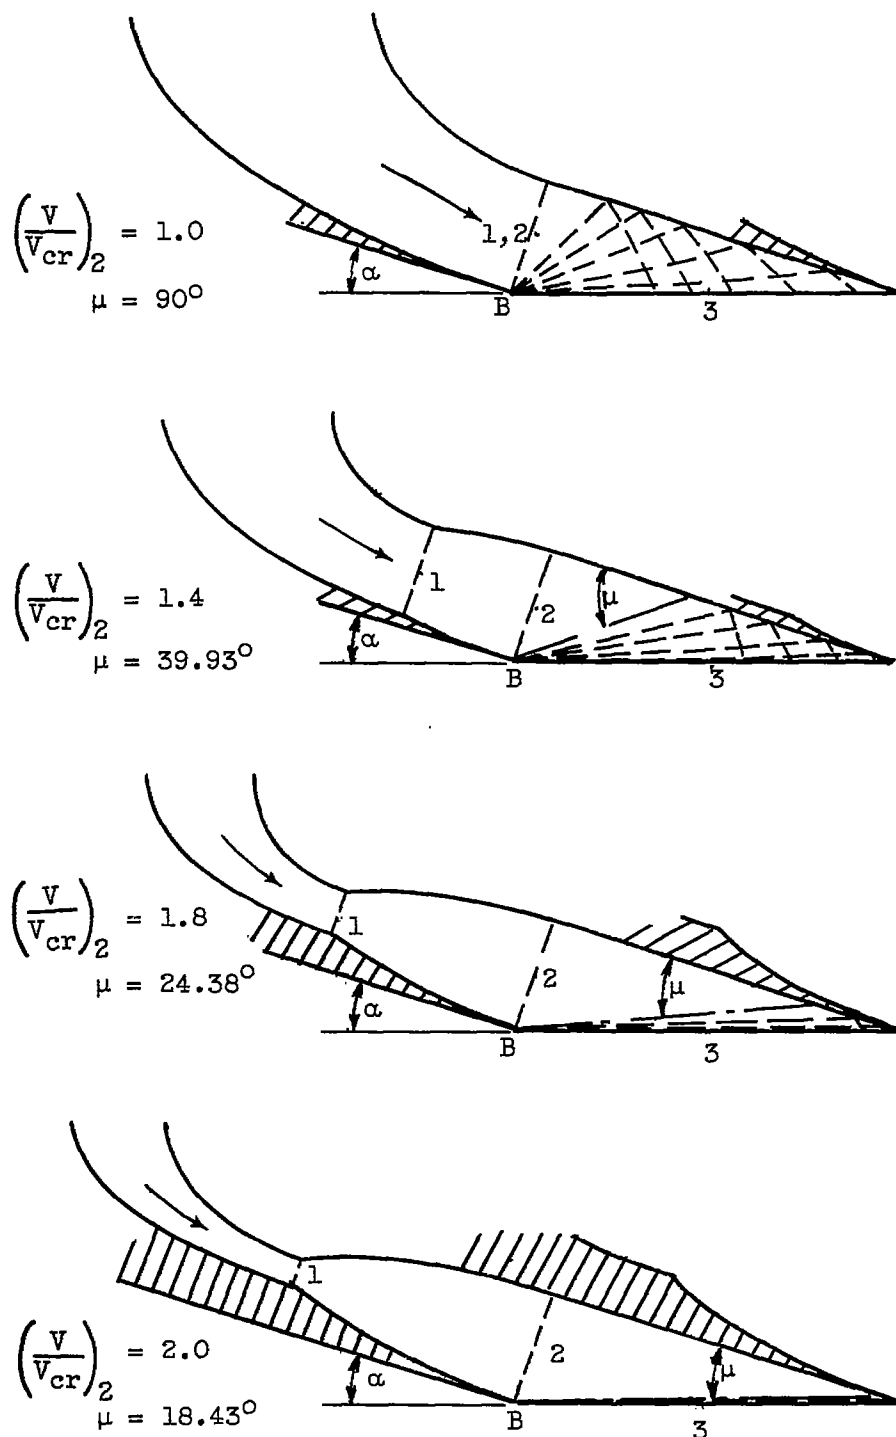 (V/Vcr)2 = 1.0
μ = 90°
1,2
α
B
3
(V/Vcr)2 = 1.4
μ = 39.93°
1
2
μ
α
B
3
(V/Vcr)2 = 1.8
μ = 24.38°
1
2
μ
α
B
3
(V/Vcr)2 = 2.0
μ = 18.43°
1
2
μ
α
B
3